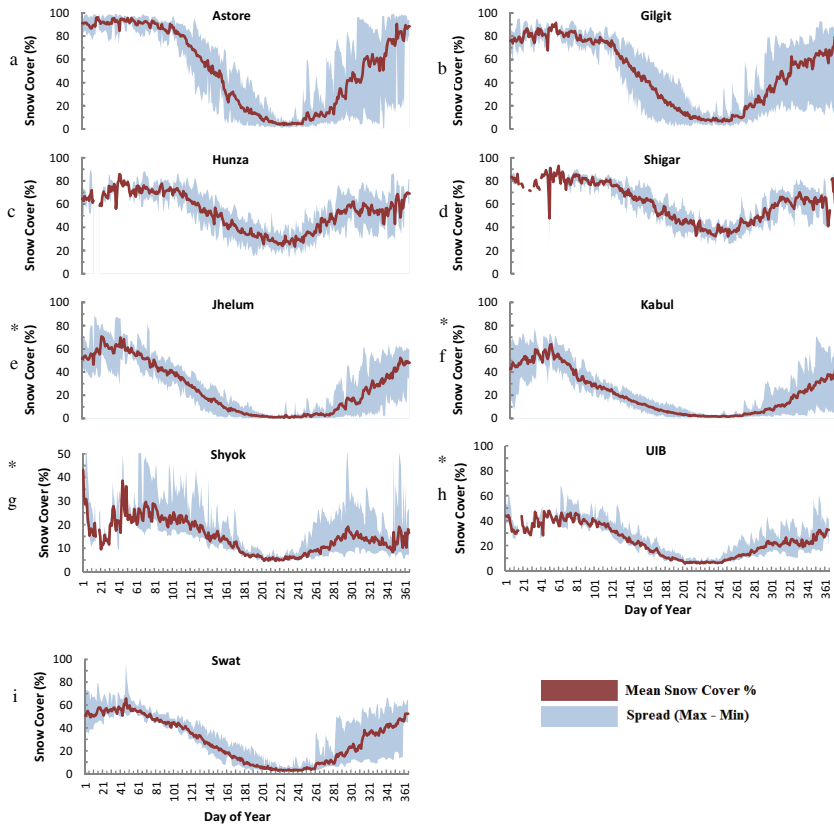 Astore
Gilgit
a
b
Snow Cover (%)
100
80
60
40
20
0
Snow Cover (%)
100
80
60
40
20
0
Hunza
Shigar
c
d
Snow Cover (%)
100
80
60
40
20
0
Snow Cover (%)
100
80
60
40
20
0
Jhelum
Kabul
*
e
*
f
Snow Cover (%)
100
80
60
40
20
0
Snow Cover (%)
100
80
60
40
20
0
Shyok
UIB
*
g
*
h
Snow Cover (%)
50
40
30
20
10
0
Snow Cover (%)
100
80
60
40
20
0
1 21 41 61 81 101 121 141 161 181 201 221 241 261 281 301 321 341 361
1 21 41 61 81 101 121 141 161 181 201 221 241 261 281 301 321 341 361
Day of Year
Swat
i
Snow Cover (%)
100
80
60
40
20
0
1 21 41 61 81 101 121 141 161 181 201 221 241 261 281 301 321 341 361
Day of Year
Mean Snow Cover %
Spread (Max - Min)